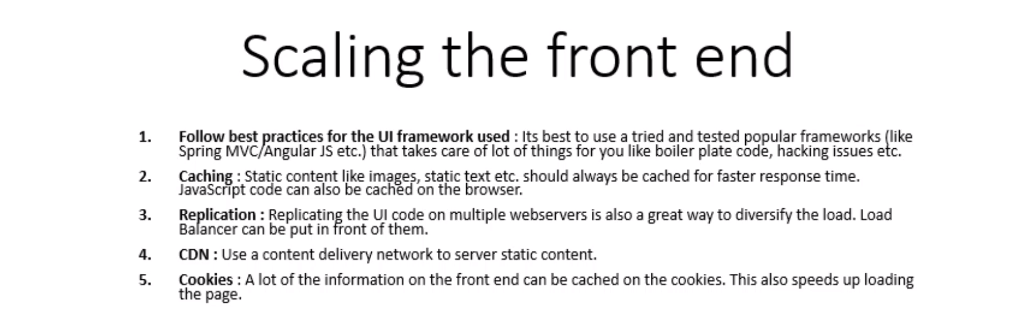 Scaling the front end
1. Follow best practices for the UI framework used : Its best to use a tried and tested popular frameworks (like
Spring MVC/Angular JS etc.) that takes care of lot of things for you like boiler plate code, hacking issues etc.
2. Caching : Static content like images, static text etc. should always be cached for faster response time.
JavaScript code can also be cached on the browser.
3. Replication : Replicating the UI code on multiple webservers is also a great way to diversify the load. Load
Balancer can be put in front of them.
4. CDN : Use a content delivery network to server static content.
5. Cookies : A lot of the information on the front end can be cached on the cookies. This also speeds up loading
the page.